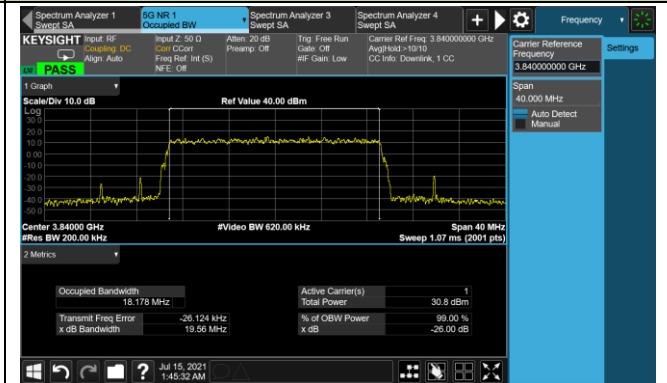 Spectrum Analyzer 1
Swept SA
5G NR 1
Occupied BW
Spectrum Analyzer 3
Swept SA
Spectrum Analyzer 4
Swept SA
+
Frequency
KEYSIGHT
Input: RF
Coupling: DC
Align: Auto
Input Z: 50 Ω
Corr CCorr
Freq Ref: Int (S)
NFE: Off
Atten: 20 dB
Preamp: Off
Trig: Free Run
Gate: Off
#IF Gain: Low
Carrier Ref Freq: 3.840000000 GHz
Avg|Hold:>10/10
CC Info: Downlink, 1 CC
PASS
Carrier Reference
Frequency
3.840000000 GHz
Settings
Span
40.000 MHz
Auto Detect
Manual
1 Graph
Scale/Div 10.0 dB
Ref Value 40.00 dBm
Log
30.0
20.0
10.0
0.00
-10.0
-20.0
-30.0
-40.0
-50.0
Center 3.84000 GHz
#Video BW 620.00 kHz
Span 40 MHz
#Res BW 200.00 kHz
Sweep 1.07 ms (2001 pts)
2 Metrics
Occupied Bandwidth
18.178 MHz
Active Carrier(s) 1
Total Power 30.8 dBm
Transmit Freq Error -26.124 kHz
x dB Bandwidth 19.56 MHz
% of OBW Power 99.00 %
x dB -26.00 dB
?
Jul 15, 2021
1:45:32 AM